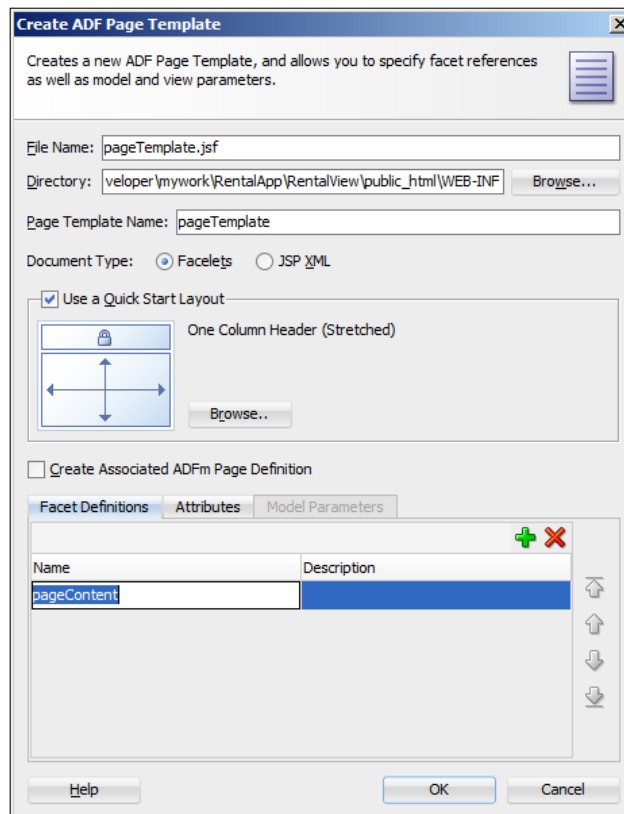 Create ADF Page Template
Creates a new ADF Page Template, and allows you to specify facet references
as well as model and view parameters.
File Name: pageTemplate.jsf
Directory: veloper\mywork\RentalApp\RentalView\public_html\WEB-INF Browse...
Page Template Name: pageTemplate
Document Type: Facelets JSP XML
Use a Quick Start Layout
One Column Header (Stretched)
Browse..
Create Associated ADFm Page Definition
Facet Definitions Attributes Model Parameters
Name Description
pageContent
Help OK Cancel